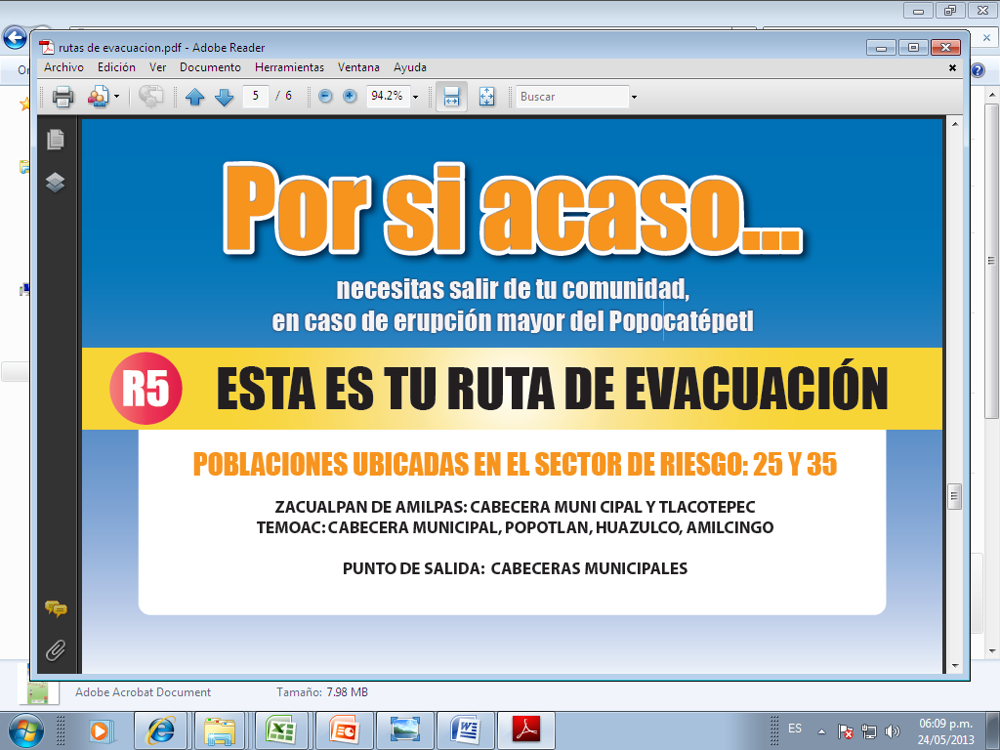 rutas de evacuacion.pdf - Adobe Reader
Archivo Edición Ver Documento Herramientas Ventana Ayuda
5 / 6 94.2% Buscar
Por si acaso...
necesitas salir de tu comunidad,
en caso de erupción mayor del Popocatépetl
R5 ESTA ES TU RUTA DE EVACUACIÓN
POBLACIONES UBICADAS EN EL SECTOR DE RIESGO: 25 Y 35
ZACUALPAN DE AMILPAS: CABECERA MUNI CIPAL Y TLACOTEPEC
TEMOAC: CABECERA MUNICIPAL, POPOTLAN, HUAZULCO, AMILCINGO
PUNTO DE SALIDA: CABECERAS MUNICIPALES
Adobe Acrobat Document Tamaño: 7.98 MB
ES 06:09 p.m.
24/05/2013